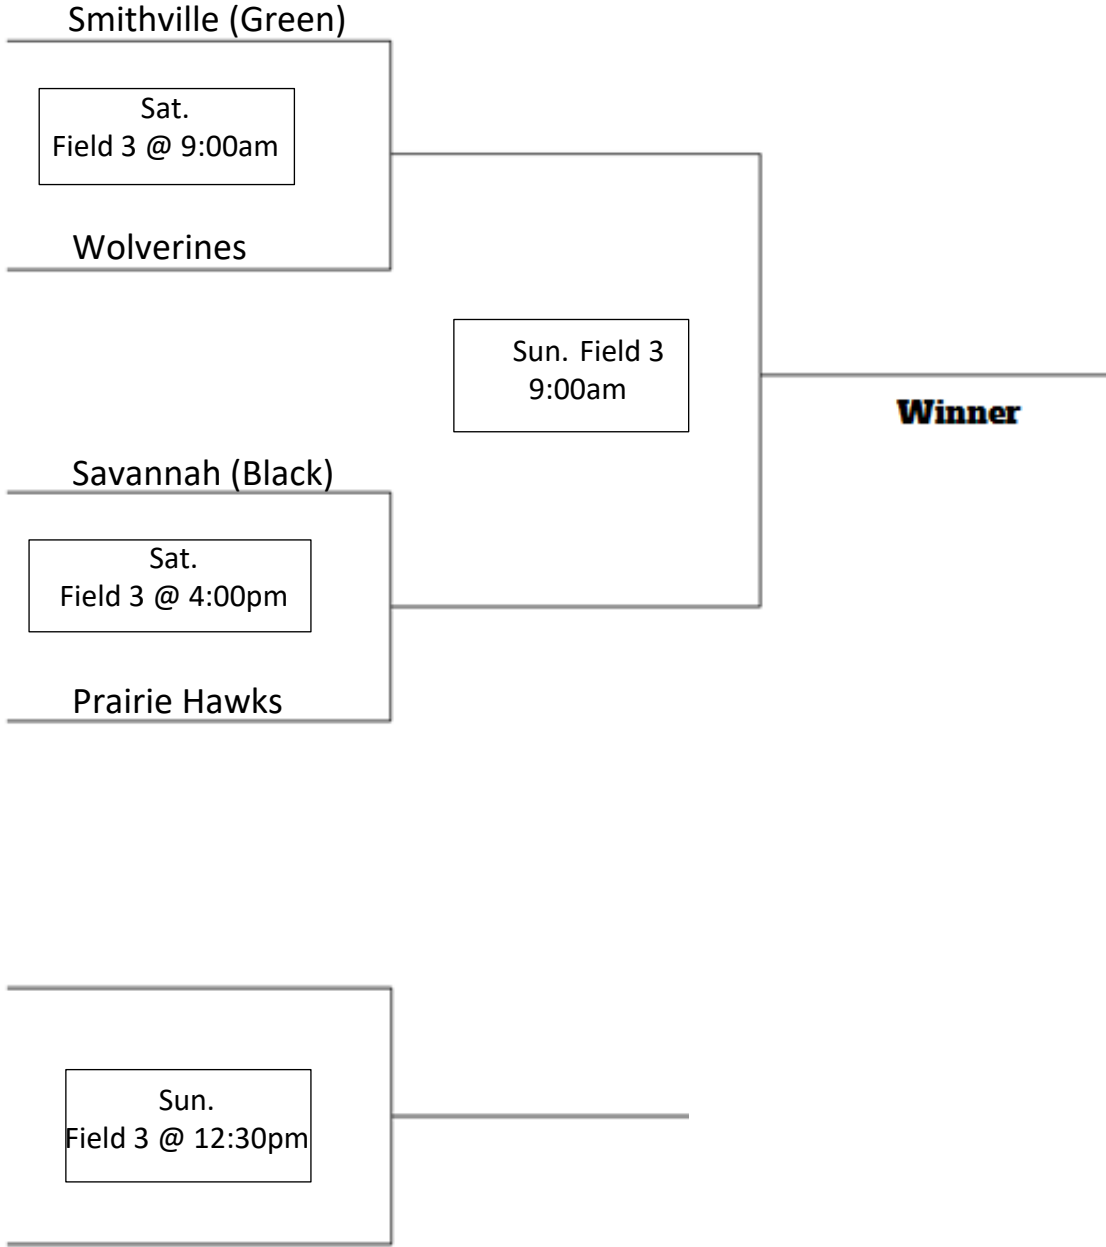 Smithville (Green)
Sat.
Field 3 @ 9:00am
Wolverines
Sun. Field 3
9:00am
Winner
Savannah (Black)
Sat.
Field 3 @ 4:00pm
Prairie Hawks
Sun.
Field 3 @ 12:30pm